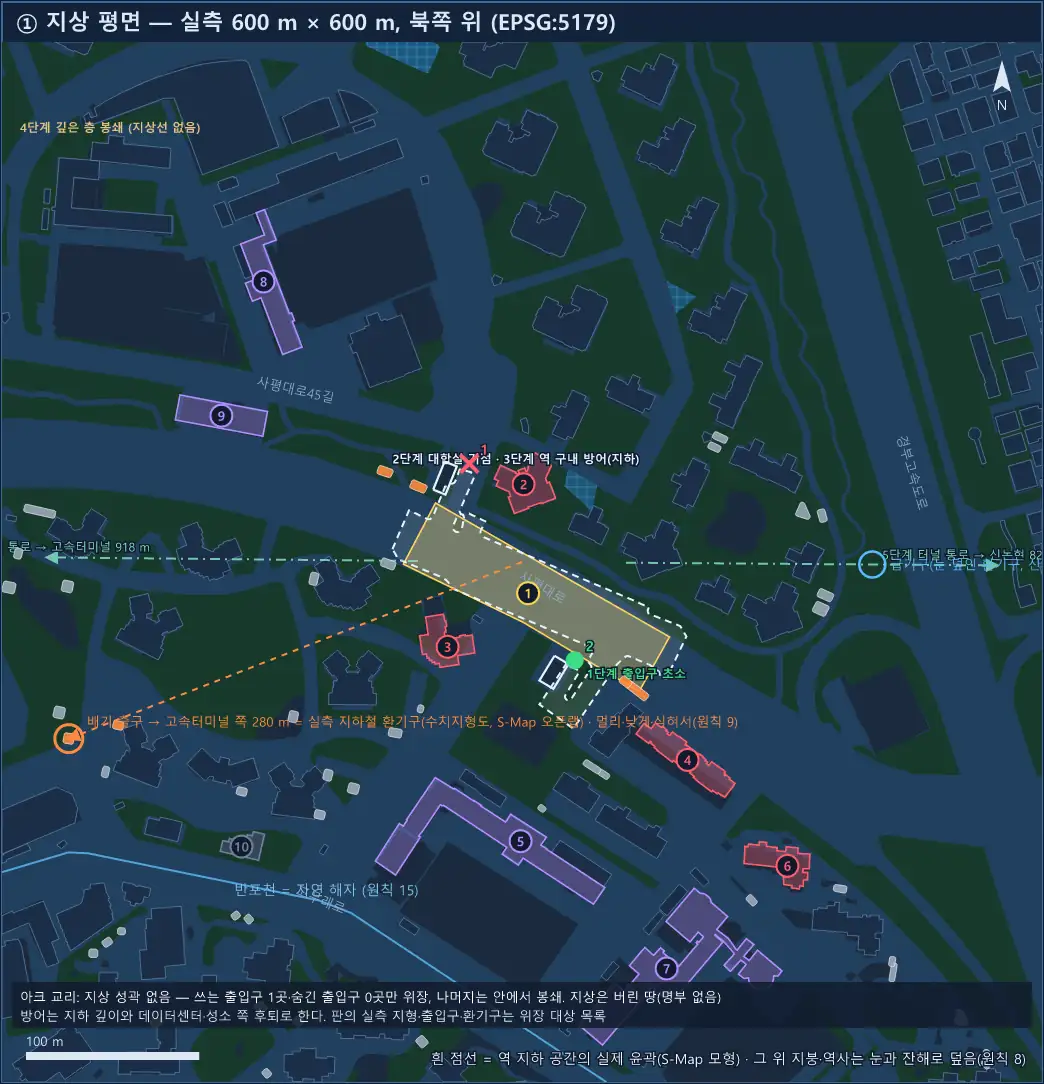 ① 지상 평면 — 실측 600 m × 600 m, 북쪽 위 (EPSG:5179)
N
4단계 깊은 층 봉쇄 (지상선 없음)
8
사평대로45길
9
경부고속도로
1
2단계 대합실 거점 · 3단계 역 구내 방어(지하)
2
통로 → 고속터미널 918 m
5단계 터널 통로 → 신논현 82
1
사평대로
3
2
1단계 출입구 초소
배기·환구 → 고속터미널 쪽 280 m = 실측 지하철 환기구(수치지형도, S-Map 오픈랩) · 멀리·낮게·식혀서(원칙 9)
4
5
10
6
반포천 = 자연 해자 (원칙 15)
7
아크 교리: 지상 성곽 없음 — 쓰는 출입구 1곳·숨긴 출입구 0곳만 위장, 나머지는 안에서 봉쇄. 지상은 버린 땅(명부 없음)
방어는 지하 깊이와 데이터센터·성소 쪽 후퇴로 한다. 판의 실측 지형·출입구·환기구는 위장 대상 목록
100 m
흰 점선 = 역 지하 공간의 실제 윤곽(S-Map 모형) · 그 위 지붕·역사는 눈과 잔해로 덮음(원칙 8)